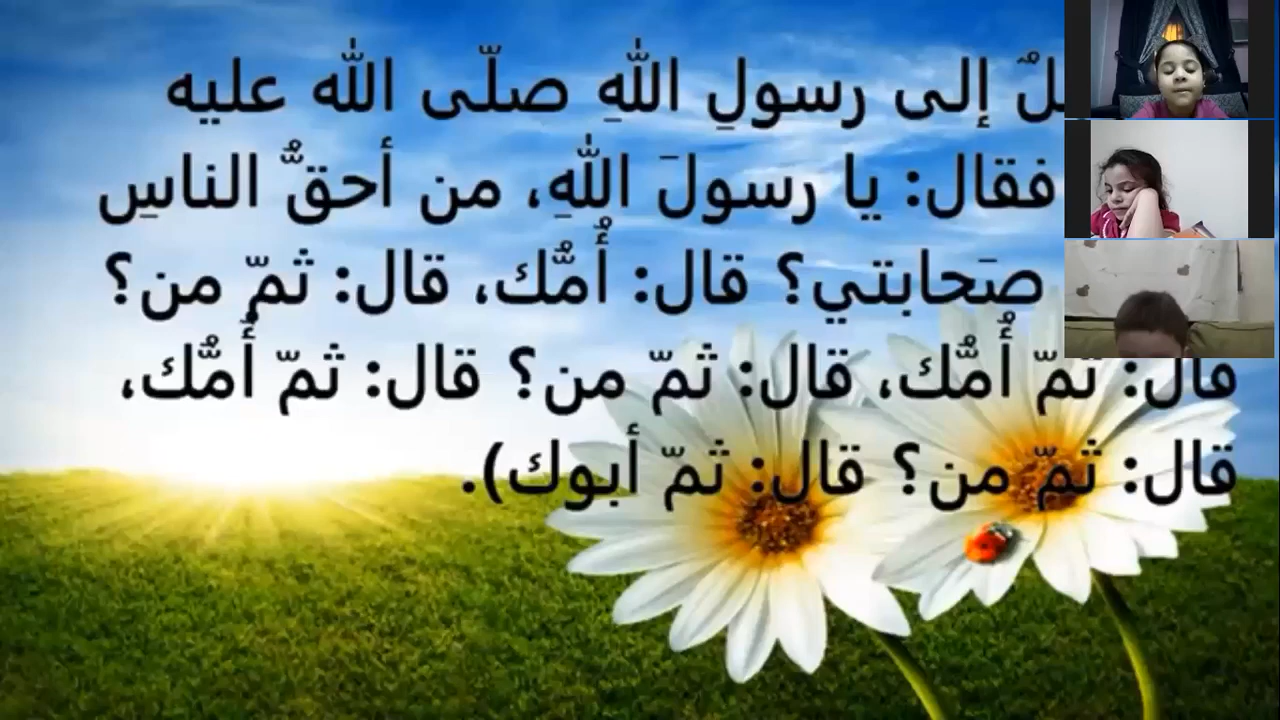 إلى رسولِ اللهِ صلّى الله عليه
فقال: يا رسولَ اللهِ، من أحقُّ الناسِ
صَحابتي؟ قال: أُمُّك، قال: ثمّ من؟
قال: ثمّ أُمُّك، قال: ثمّ من؟ قال: ثمّ أُمُّك،
قال: ثمّ من؟ قال: ثمّ أبوك).